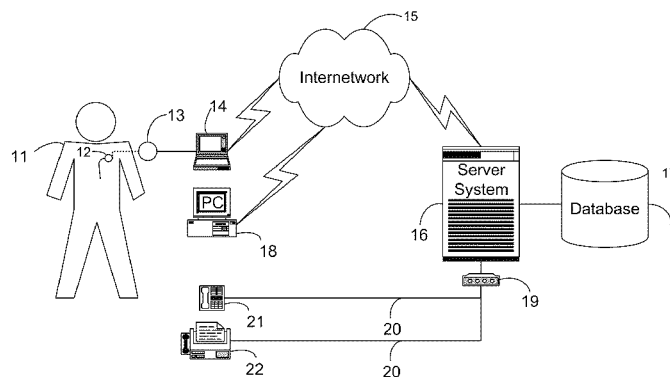 15
Internetwork
13
14
11
12
Server
System
Database
1
PC
16
18
19
21
20
22
20